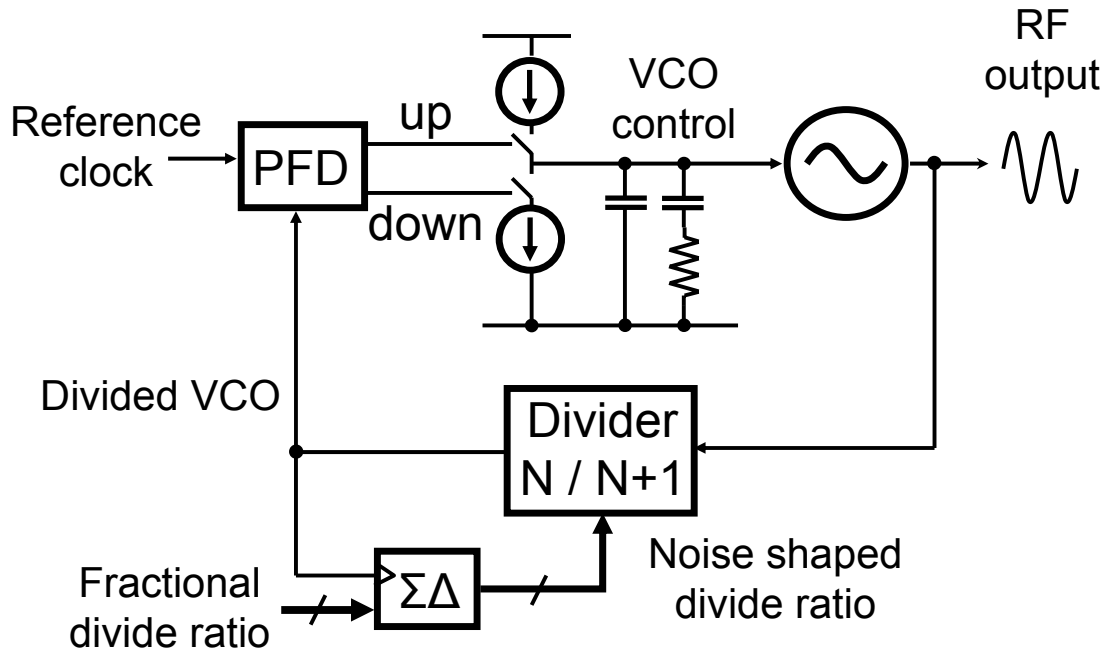 RF
output
VCO
control
Reference
clock
up
PFD
down
Divided VCO
Divider
N / N+1
Noise shaped
divide ratio
Fractional
divide ratio
ΣΔ